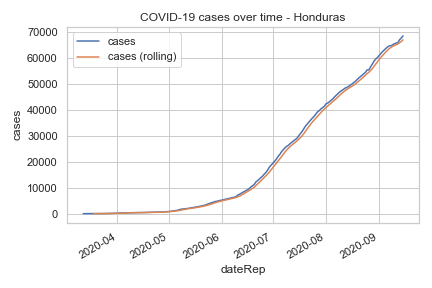 COVID-19 cases over time - Honduras
cases
cases (rolling)
70000
60000
50000
40000
30000
20000
10000
0
cases
2020-04
2020-05
2020-06
2020-07
2020-08
2020-09
dateRep